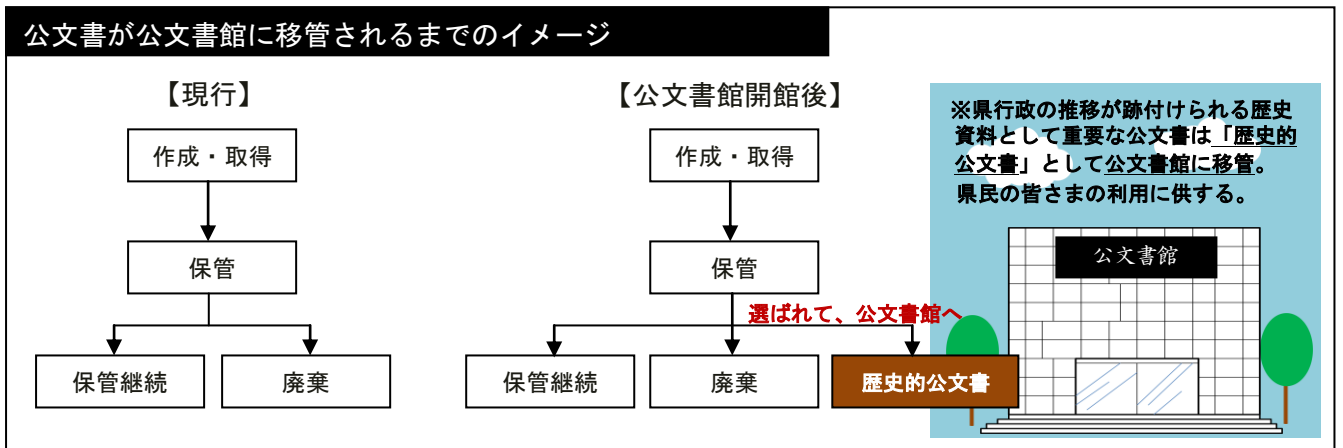 公文書が公文書館に移管されるまでのイメージ
【現行】
作成・取得
保管
保管継続
廃棄
【公文書館開館後】
作成・取得
保管
選ばれて、公文書館へ
保管継続
廃棄
歴史的公文書
※県行政の推移が跡付けられる歴史
資料として重要な公文書は「歴史的
公文書」として公文書館に移管。
県民の皆さまの利用に供する。
公文書館